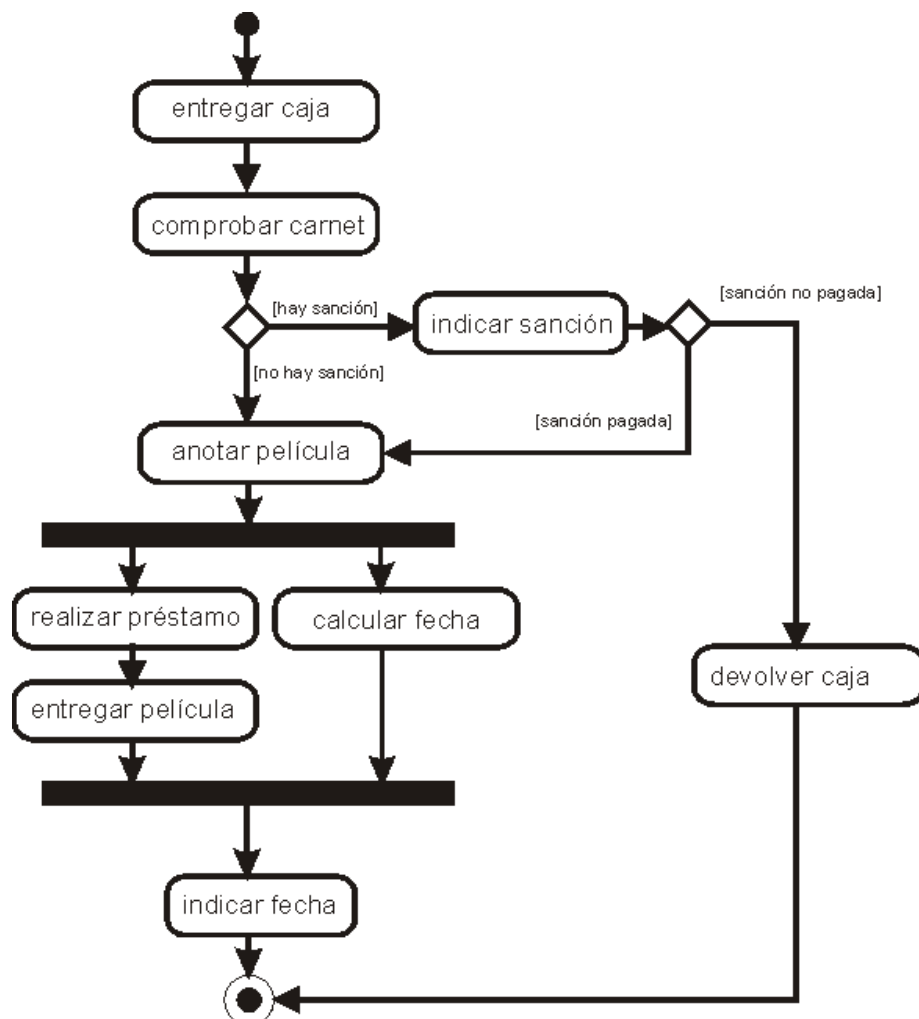 entregar caja
comprobar carnet
[hay sanción]
indicar sanción
[sanción no pagada]
[no hay sanción]
[sanción pagada]
anotar película
realizar préstamo
calcular fecha
entregar película
devolver caja
indicar fecha